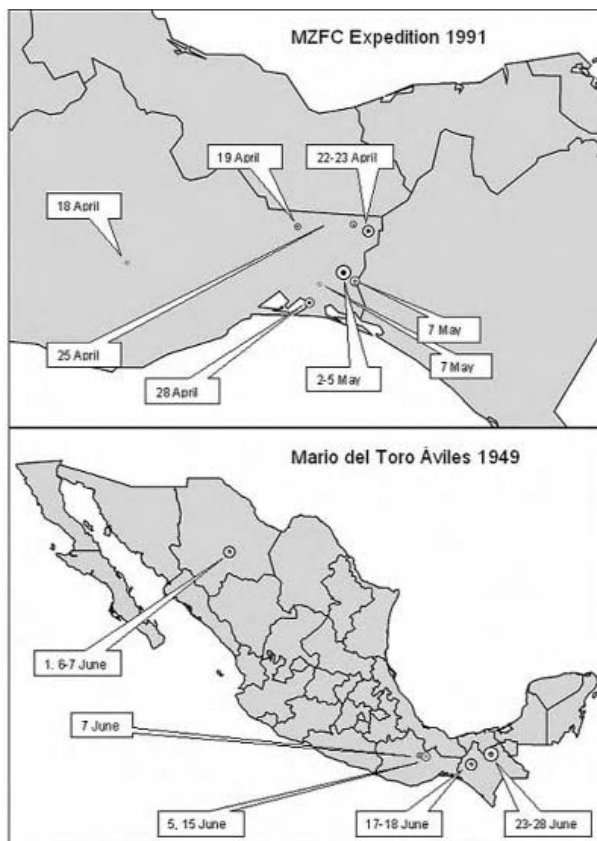 MZFC Expedition 1991
19 April
22-23 April
18 April
25 April
28 April
2-5 May
7 May
7 May
Mario del Toro Àviles 1949
1, 6-7 June
7 June
5, 15 June
17-18 June
23-28 June